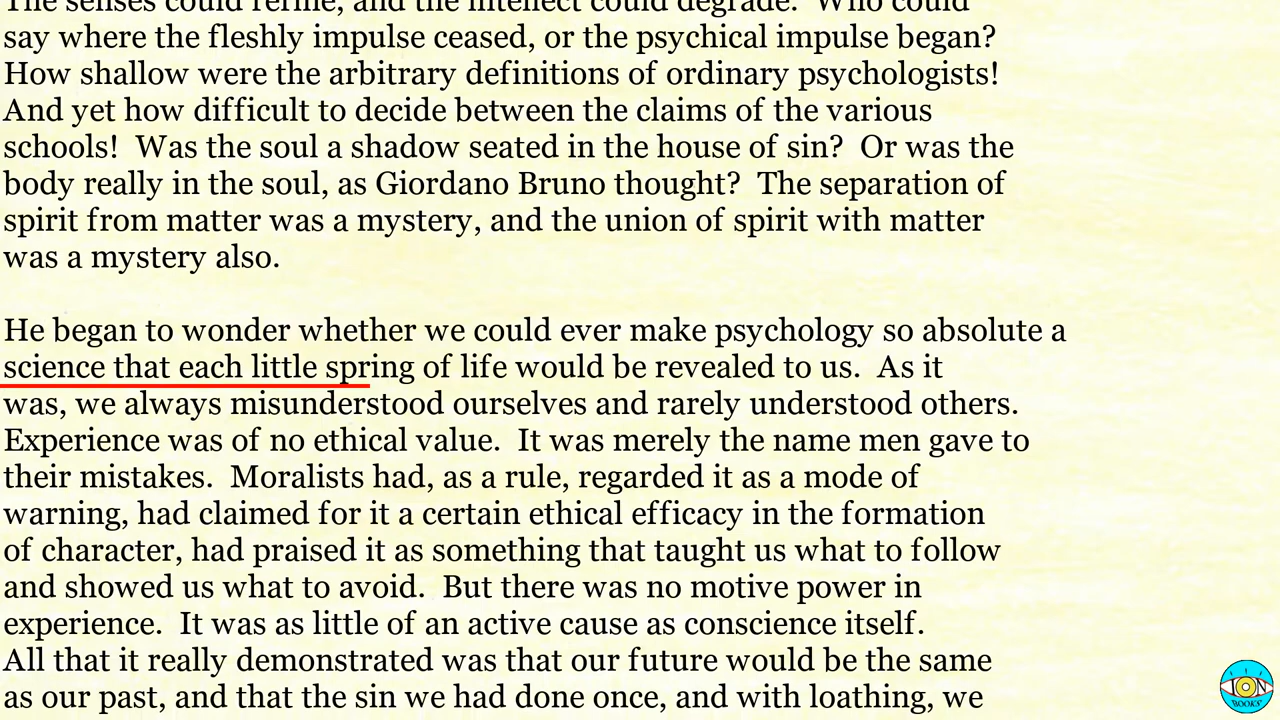 The senses could refine, and the intellect could degrade.  Who could
say where the fleshly impulse ceased, or the psychical impulse began?
How shallow were the arbitrary definitions of ordinary psychologists!
And yet how difficult to decide between the claims of the various
schools!  Was the soul a shadow seated in the house of sin?  Or was the
body really in the soul, as Giordano Bruno thought?  The separation of
spirit from matter was a mystery, and the union of spirit with matter
was a mystery also.
He began to wonder whether we could ever make psychology so absolute a
science that each little spring of life would be revealed to us.  As it
was, we always misunderstood ourselves and rarely understood others.
Experience was of no ethical value.  It was merely the name men gave to
their mistakes.  Moralists had, as a rule, regarded it as a mode of
warning, had claimed for it a certain ethical efficacy in the formation
of character, had praised it as something that taught us what to follow
and showed us what to avoid.  But there was no motive power in
experience.  It was as little of an active cause as conscience itself.
All that it really demonstrated was that our future would be the same
as our past, and that the sin we had done once, and with loathing, we
ION
BOOKS